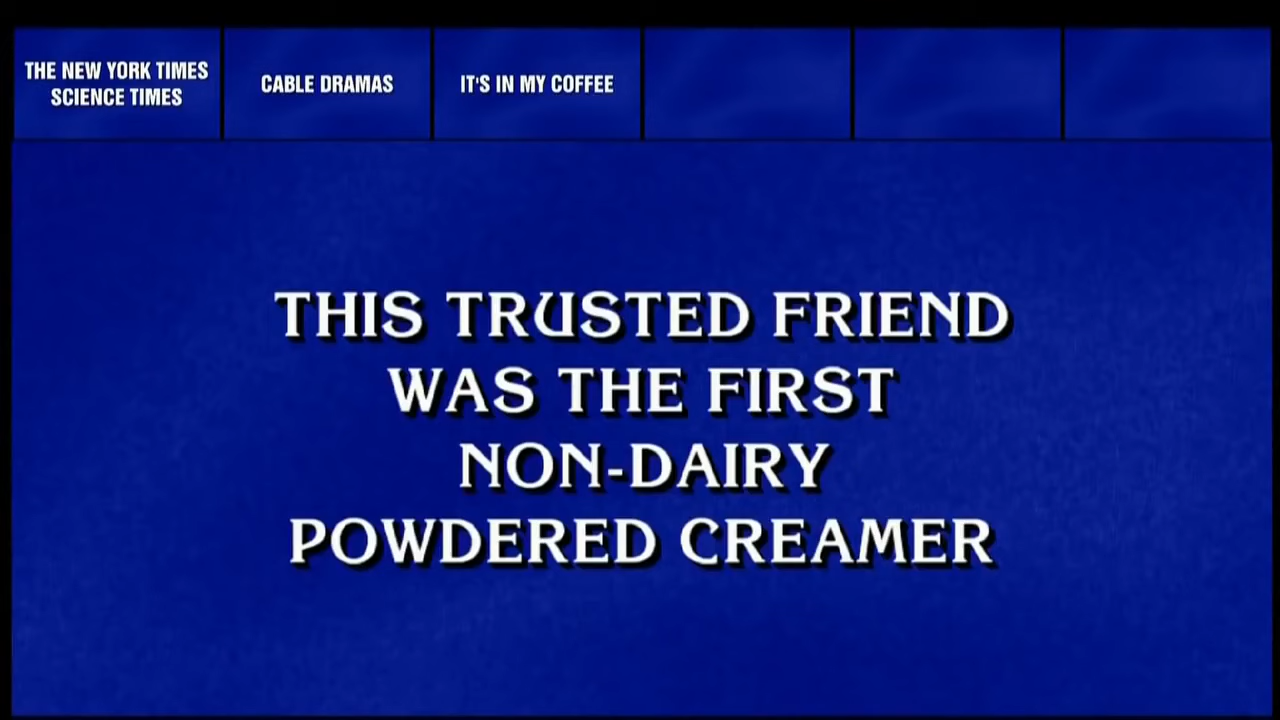 THE NEW YORK TIMES
SCIENCE TIMES
CABLE DRAMAS
IT'S IN MY COFFEE
THIS TRUSTED FRIEND
WAS THE FIRST
NON-DAIRY
POWDERED CREAMER